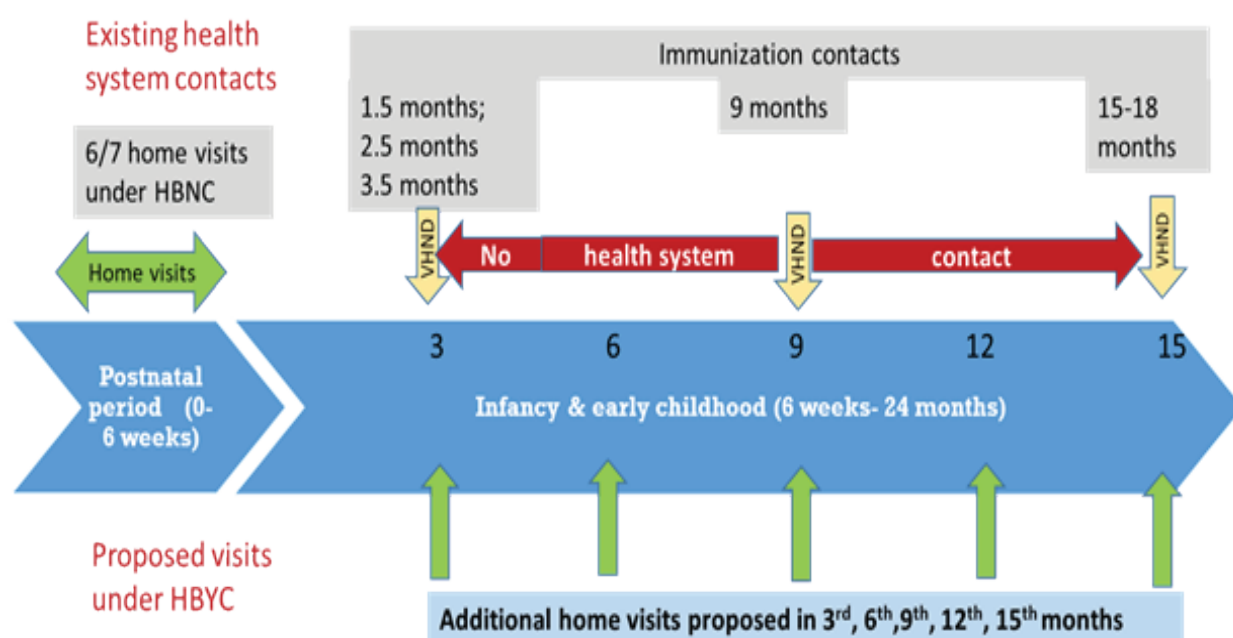 Existing health
system contacts
Immunization contacts
1.5 months;
2.5 months
3.5 months
9 months
15-18
months
6/7 home visits
under HBNC
Home visits
VHND
No health system
VHND
contact
VHND
3 6 9 12 15
Postnatal
period (0-
6 weeks)
Infancy & early childhood (6 weeks- 24 months)
Proposed visits
under HBYC
Additional home visits proposed in 3rd, 6th,9th, 12th, 15th months